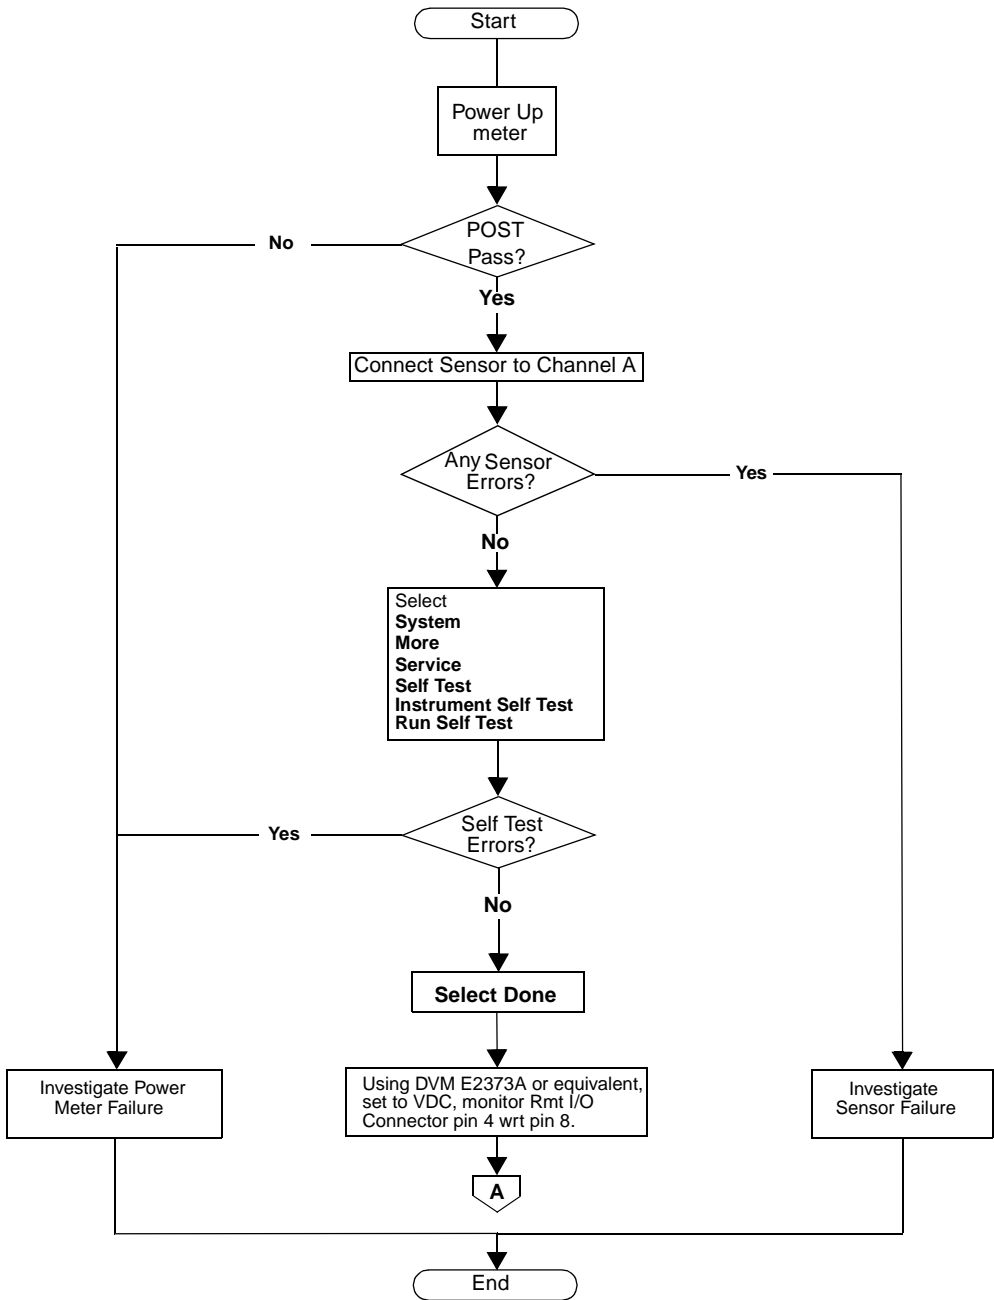 Start
Power Up
meter
POST
Pass?
No
Yes
Connect Sensor to Channel A
Any Sensor
Errors?
Yes
No
Select
System
More
Service
Self Test
Instrument Self Test
Run Self Test
Self Test
Errors?
Yes
No
Select Done
Investigate Power
Meter Failure
Using DVM E2373A or equivalent,
set to VDC, monitor Rmt I/O
Connector pin 4 wrt pin 8.
Investigate
Sensor Failure
A
End